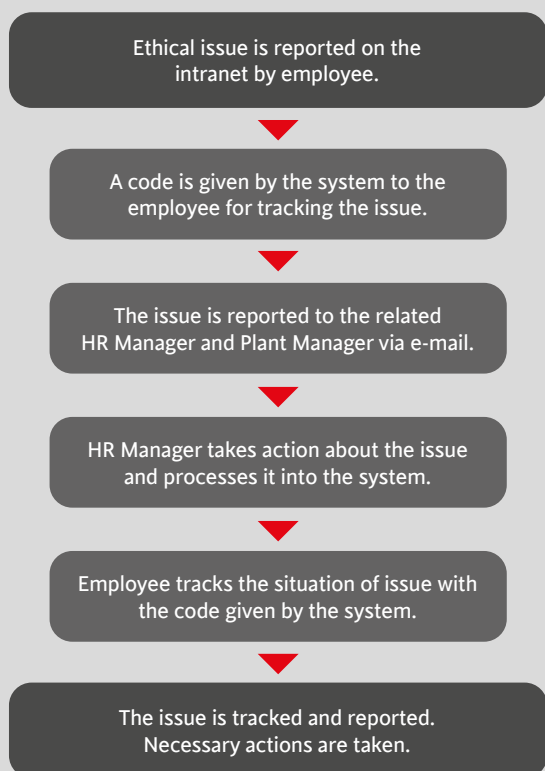 Ethical issue is reported on the
intranet by employee.
A code is given by the system to the
employee for tracking the issue.
The issue is reported to the related
HR Manager and Plant Manager via e-mail.
HR Manager takes action about the issue
and processes it into the system.
Employee tracks the situation of issue with
the code given by the system.
The issue is tracked and reported.
Necessary actions are taken.